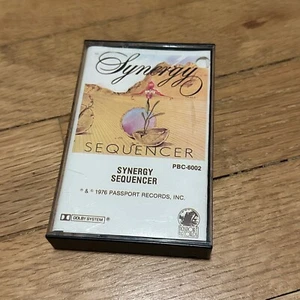 Synergy
SEQUENCER
PBC-6002
SYNERGY
SEQUENCER
℗ & © 1976 PASSPORT RECORDS, INC.
DOLBY SYSTEM ®